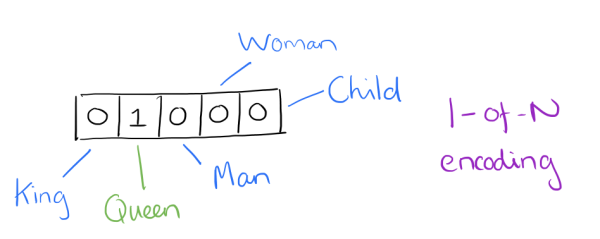 Woman
Child
0 1 0 0 0
King
Queen
Man
1-of-N
encoding